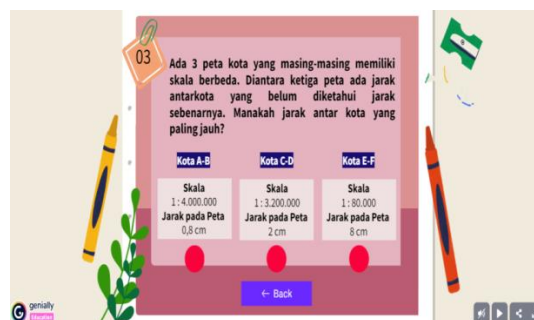 03
Ada 3 peta kota yang masing-masing memiliki
skala berbeda. Diantara ketiga peta ada jarak
antarkota yang belum diketahui jarak
sebenarnya. Manakah jarak antar kota yang
paling jauh?
Kota A-B
Kota C-D
Kota E-F
Skala
1 : 4.000.000
Jarak pada Peta
0,8 cm
Skala
1 : 3.200.000
Jarak pada Peta
2 cm
Skala
1 : 80.000
Jarak pada Peta
8 cm
← Back
genially
Education